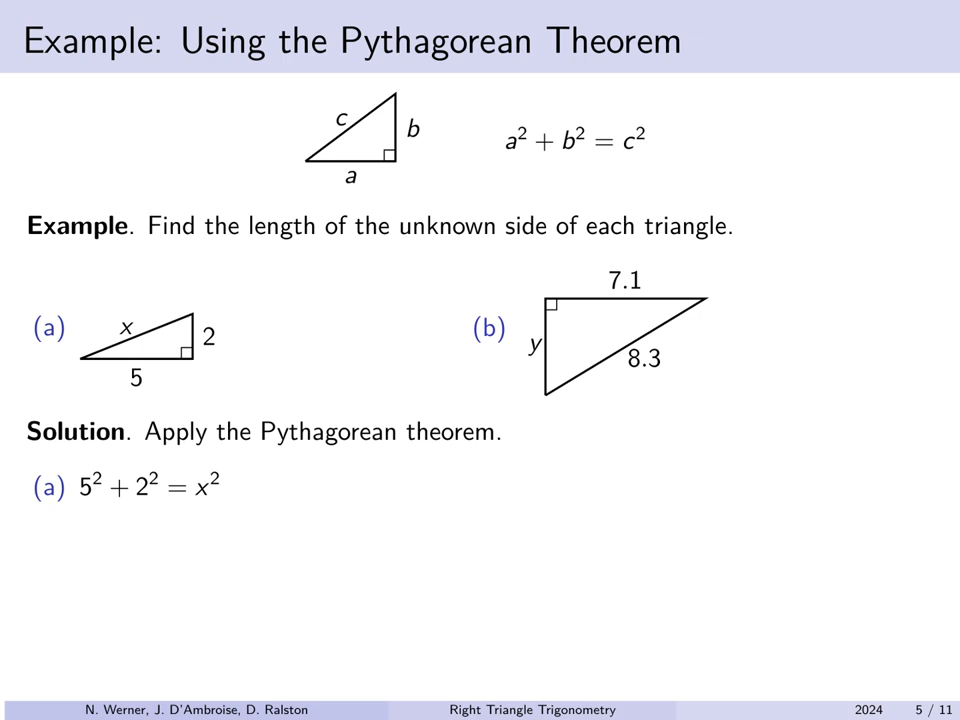 Example: Using the Pythagorean Theorem
c
b
a
a² + b² = c²
Example. Find the length of the unknown side of each triangle.
(a)
x
2
5
(b)
7.1
y
8.3
Solution. Apply the Pythagorean theorem.
(a) 5² + 2² = x²
N. Werner, J. D'Ambroise, D. Ralston
Right Triangle Trigonometry
2024
5 / 11